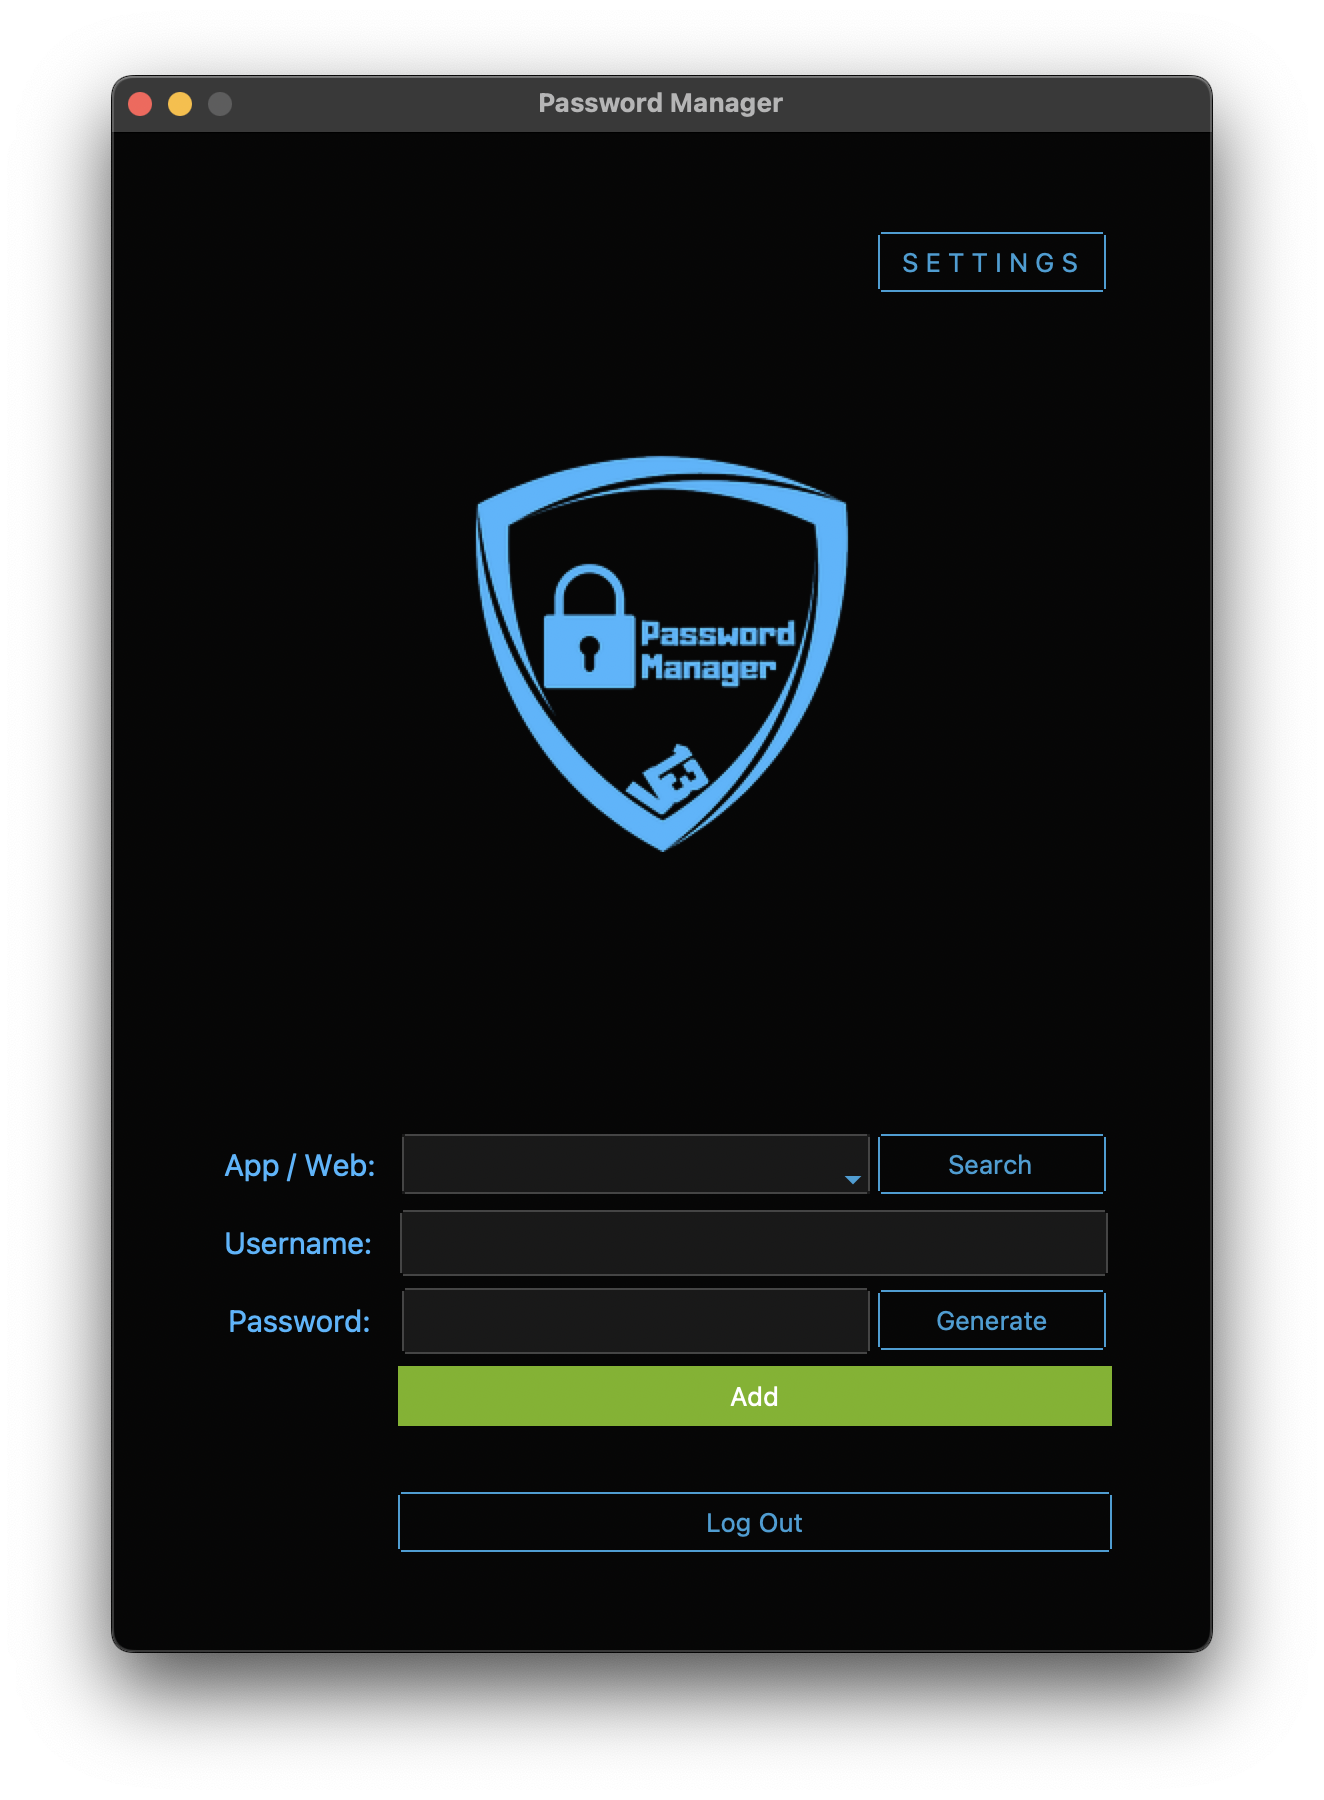 Password Manager
SETTINGS
Password
Manager
V3
App / Web:
Search
Username:
Password:
Generate
Add
Log Out